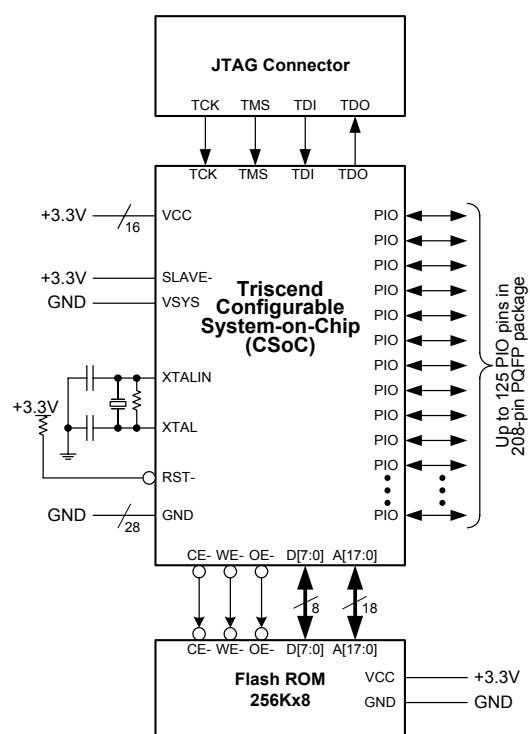 JTAG Connector
TCK TMS TDI TDO
TCK TMS TDI TDO
+3.3V 16 VCC
+3.3V SLAVE-
GND VSYS
Triscend
Configurable
System-on-Chip
(CSoC)
XTALIN
+3.3V
XTAL
RST-
GND 28 GND
PIO
PIO
PIO
PIO
PIO
PIO
PIO
PIO
PIO
PIO
PIO
PIO
Up to 125 PIO pins in
208-pin PQFP package
CE- WE- OE- D[7:0] A[17:0]
8 18
CE- WE- OE- D[7:0] A[17:0]
Flash ROM
256Kx8
VCC +3.3V
GND GND